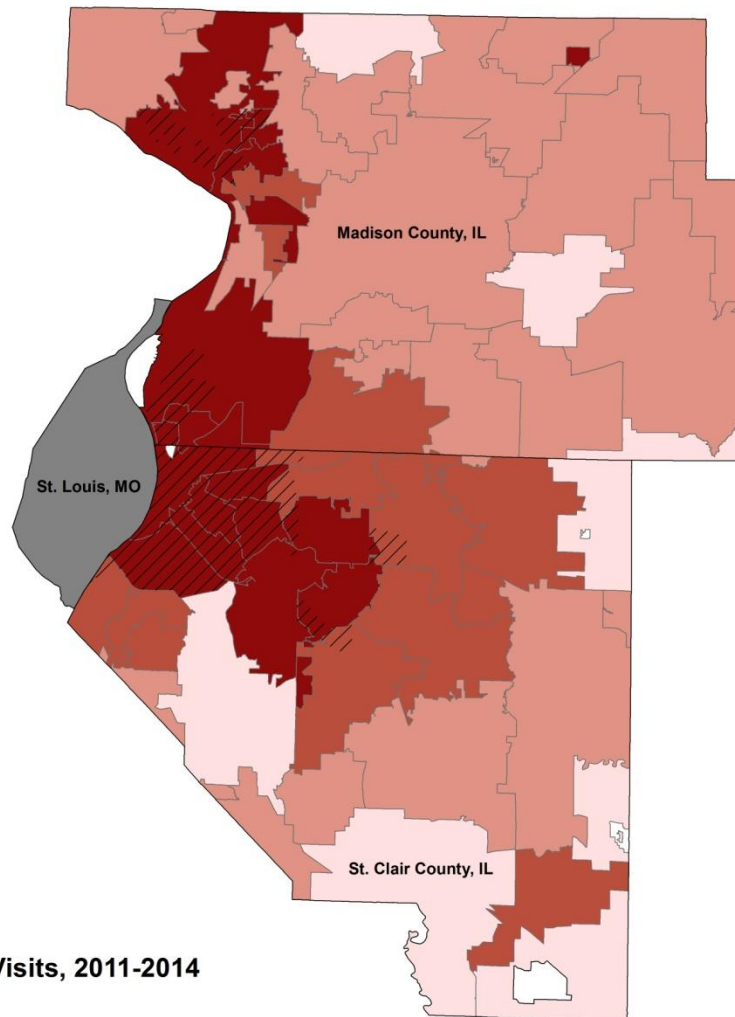 Madison County, IL
St. Louis, MO
St. Clair County, IL
Visits, 2011-2014